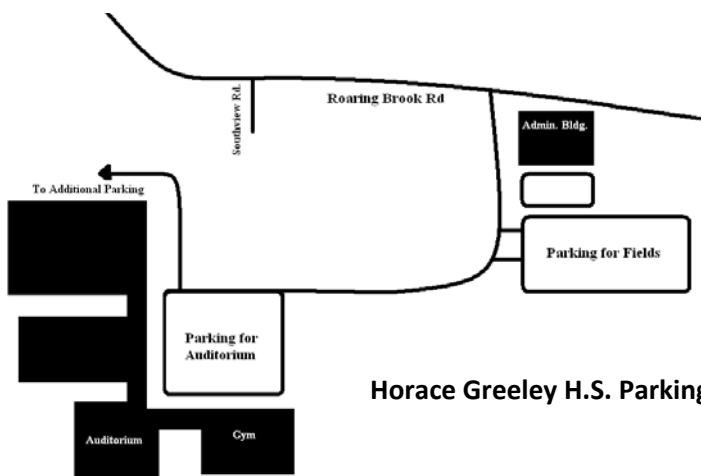 Roaring Brook Rd
Southview Rd.
Admin. Bldg.
To Additional Parking
Parking for Fields
Parking for
Auditorium
Horace Greeley H.S. Parking
Auditorium
Gym